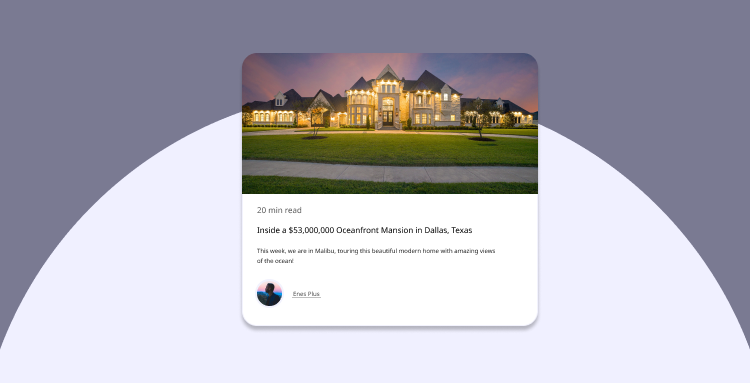 20 min read
Inside a $53,000,000 Oceanfront Mansion in Dallas, Texas
This week, we are in Malibu, touring this beautiful modern home with amazing views
of the ocean!
Enes Plus